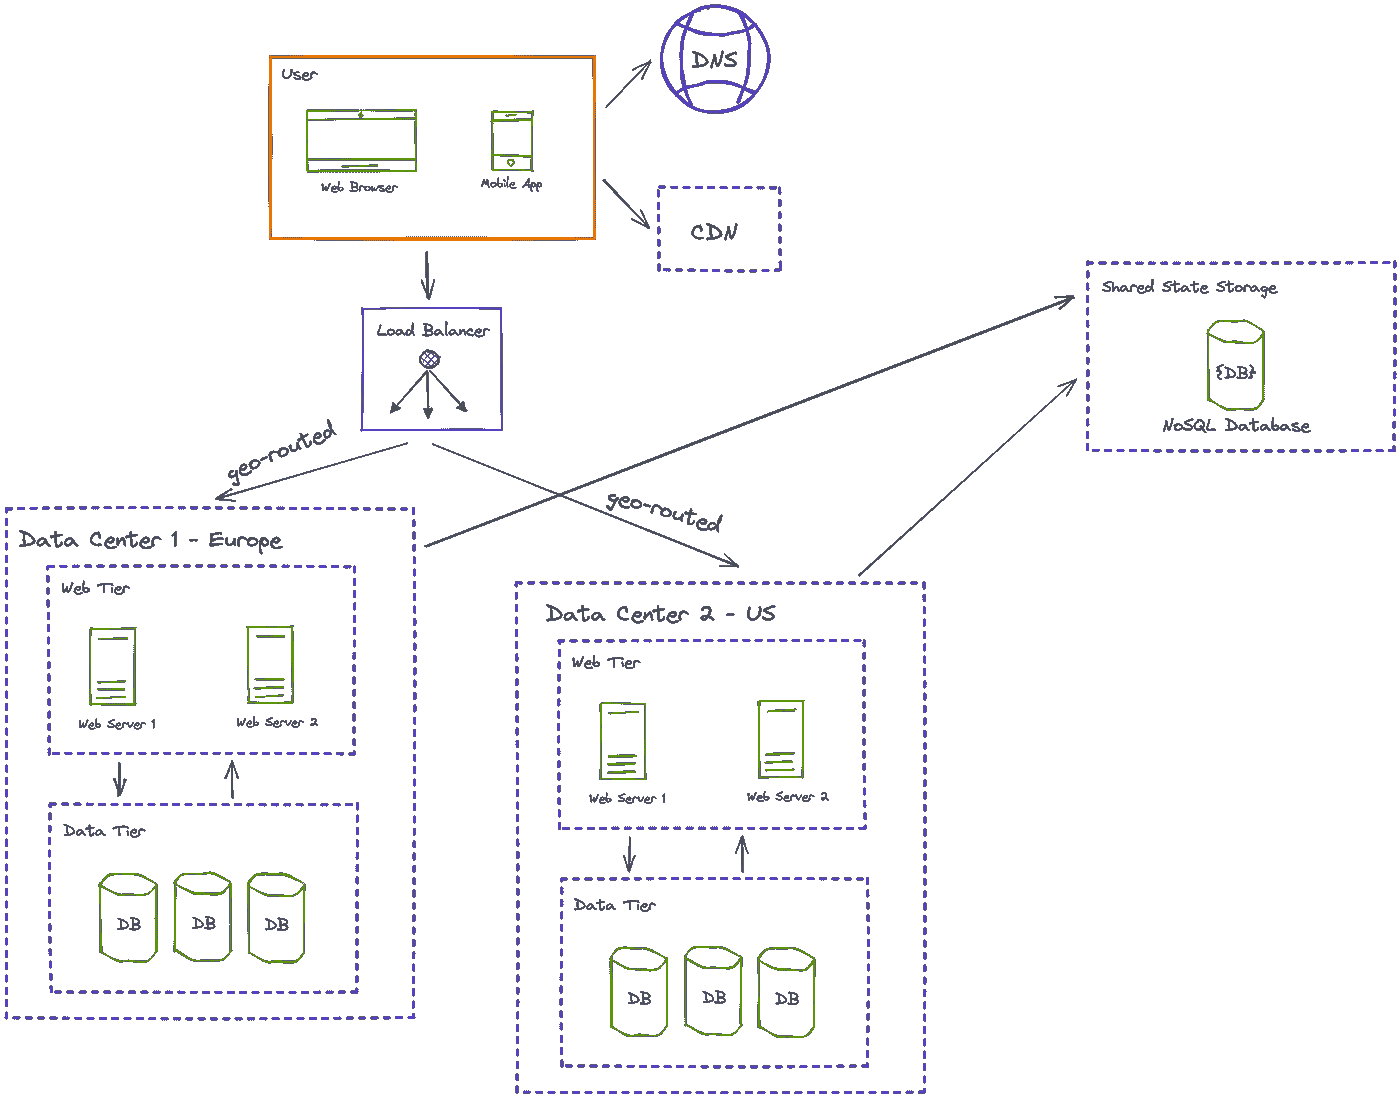 DNS
User
Web Browser
Mobile App
CDN
Shared State Storage
{DB}
NoSQL Database
Load Balancer
geo-routed
geo-routed
Data Center 1 - Europe
Web Tier
Web Server 1
Web Server 2
Data Tier
DB
DB
DB
Data Center 2 - US
Web Tier
Web Server 1
Web Server 2
Data Tier
DB
DB
DB